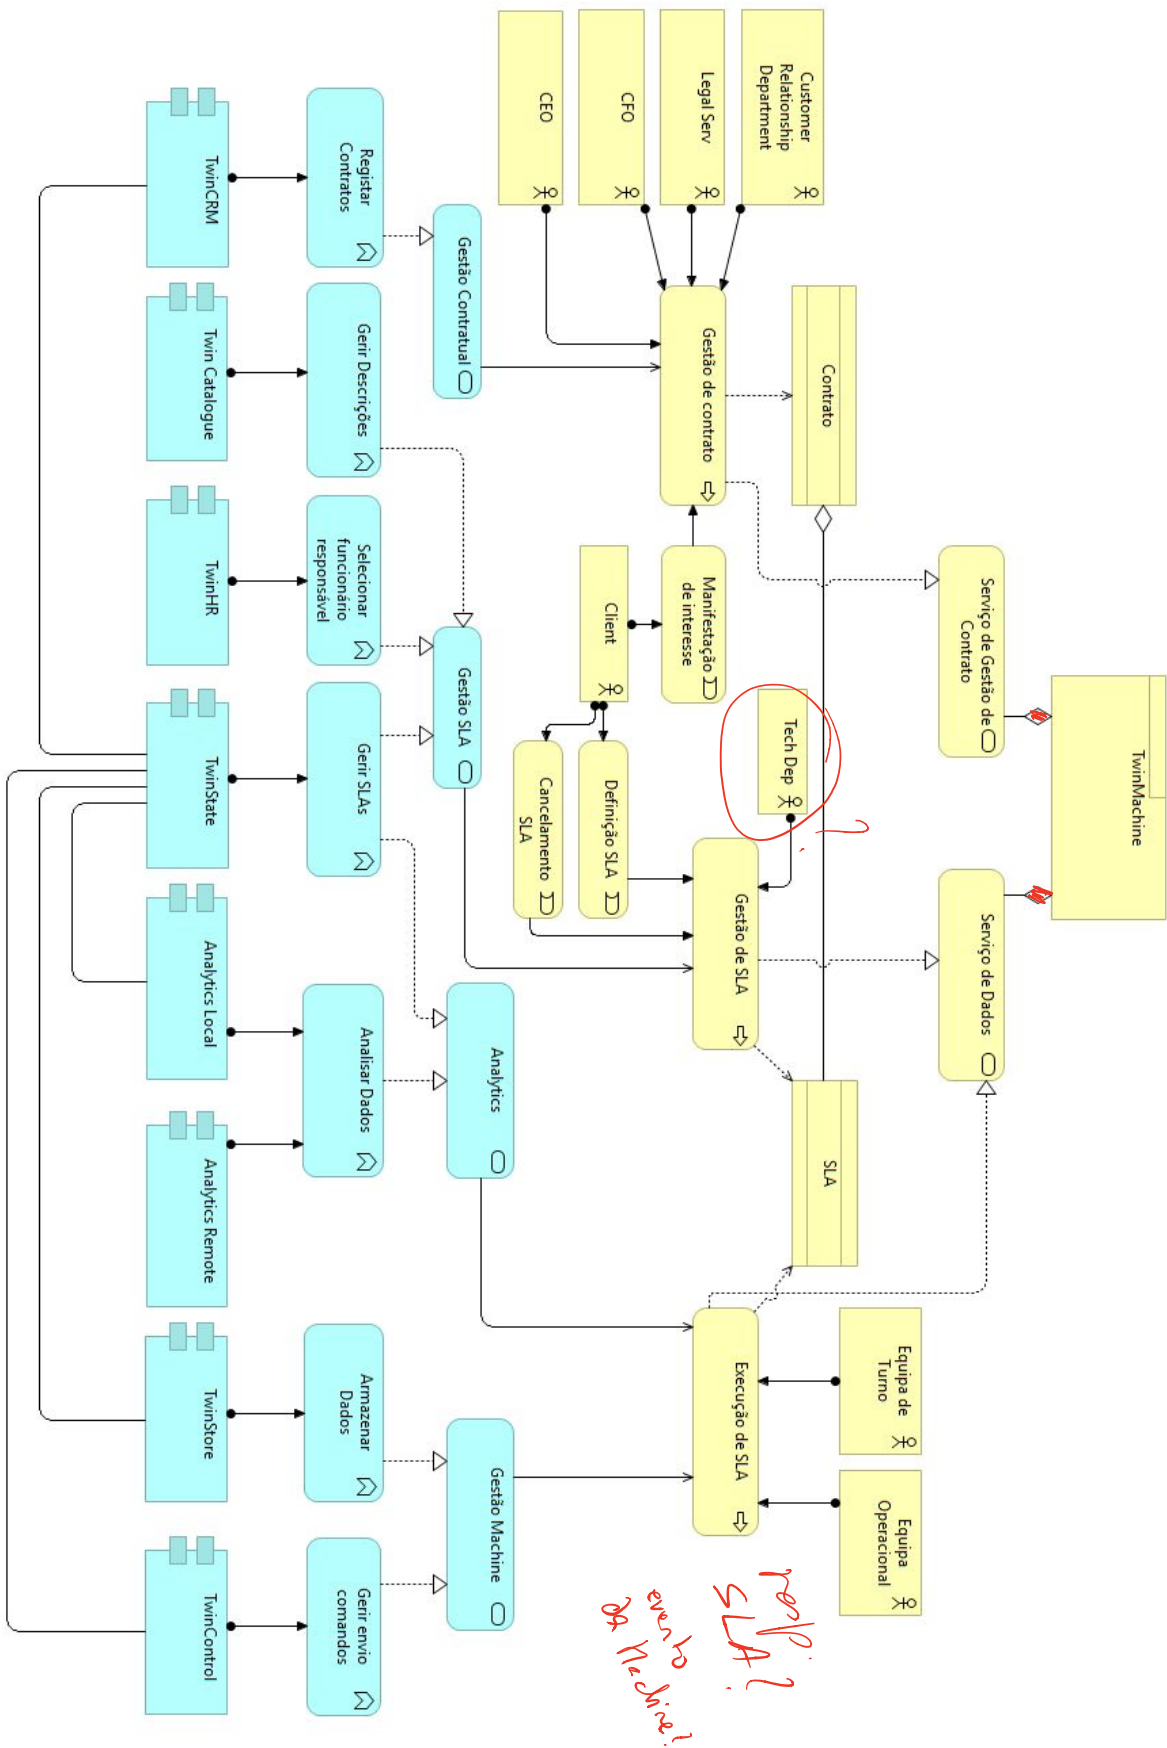 TwinMachine
Serviço de Gestão de
Contrato
Serviço de Dados
Contrato
SLA
Customer
Relationship
Department
Legal Serv
CFO
CEO
Gestão de contrato
Manifestação
de interesse
Client
Tech Dep
?
Definição SLA
Cancelamento
SLA
Gestão de SLA
Equipa de
Turno
Equipa
Operacional
Execução de SLA
resp.
SLA?
evento
da Machine?
Gestão Contratual
Gestão SLA
Analytics
Gestão Machine
Registar
Contratos
Gerir Descrições
Selecionar
funcionário
responsável
Gerir SLAs
Analisar Dados
Armazenar
Dados
Gerir envio
comandos
TwinCRM
Twin Catalogue
TwinHR
TwinState
Analytics Local
Analytics Remote
TwinStore
TwinControl